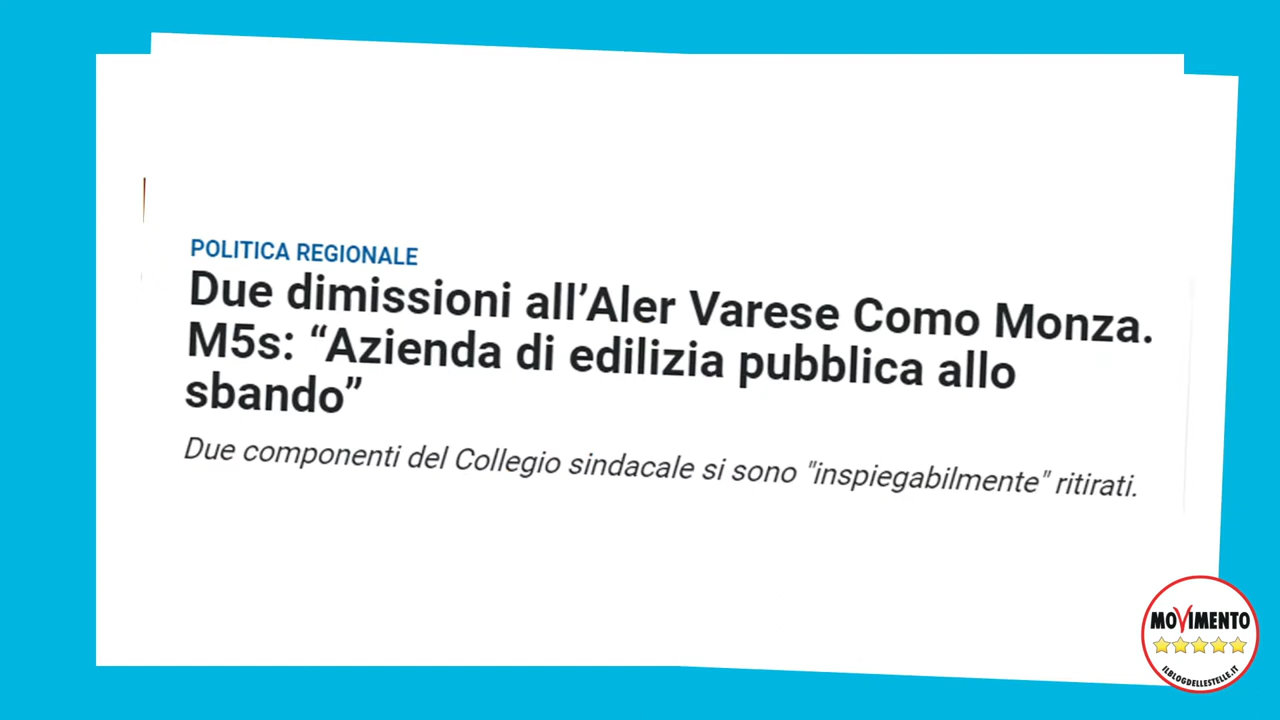 POLITICA REGIONALE
Due dimissioni all’Aler Varese Como Monza.
M5s: “Azienda di edilizia pubblica allo
sbando”
Due componenti del Collegio sindacale si sono "inspiegabilmente" ritirati.
MOVIMENTO
ILBLOGDELLESTELLE.IT